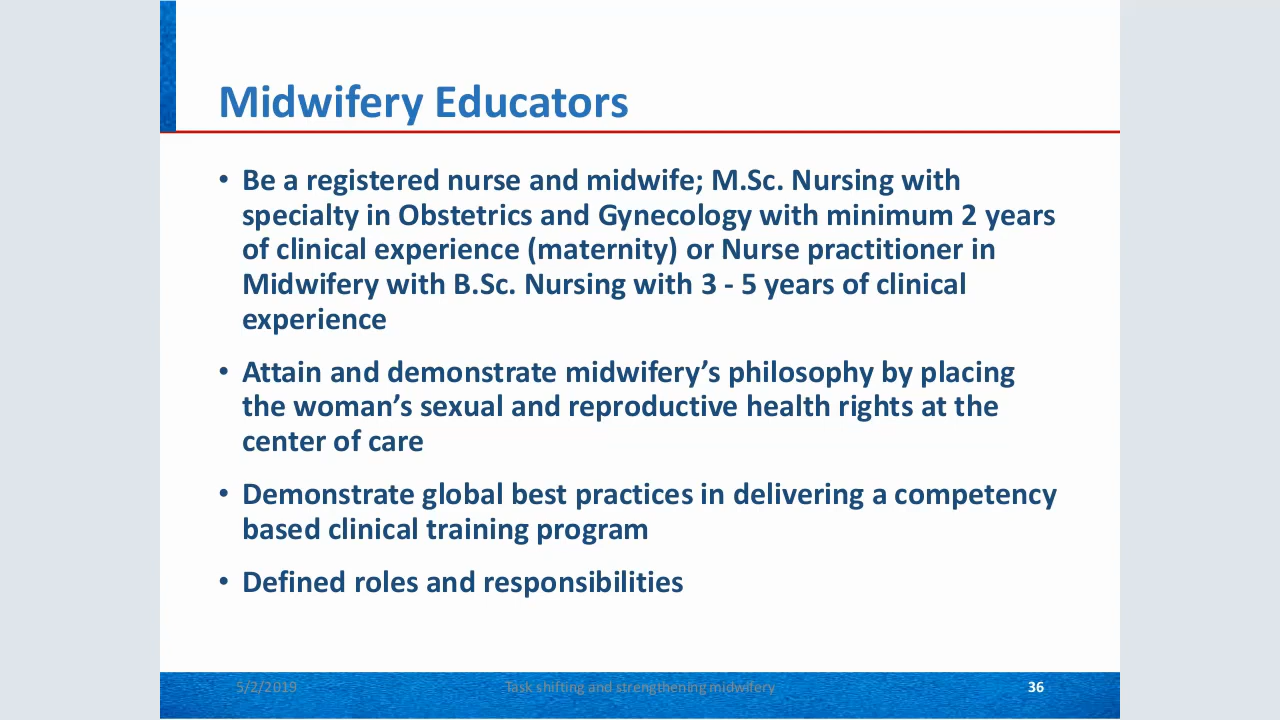 Midwifery Educators
• Be a registered nurse and midwife; M.Sc. Nursing with
specialty in Obstetrics and Gynecology with minimum 2 years
of clinical experience (maternity) or Nurse practitioner in
Midwifery with B.Sc. Nursing with 3 - 5 years of clinical
experience
• Attain and demonstrate midwifery’s philosophy by placing
the woman’s sexual and reproductive health rights at the
center of care
• Demonstrate global best practices in delivering a competency
based clinical training program
• Defined roles and responsibilities
5/2/2019 Task shifting and strengthening midwifery 36